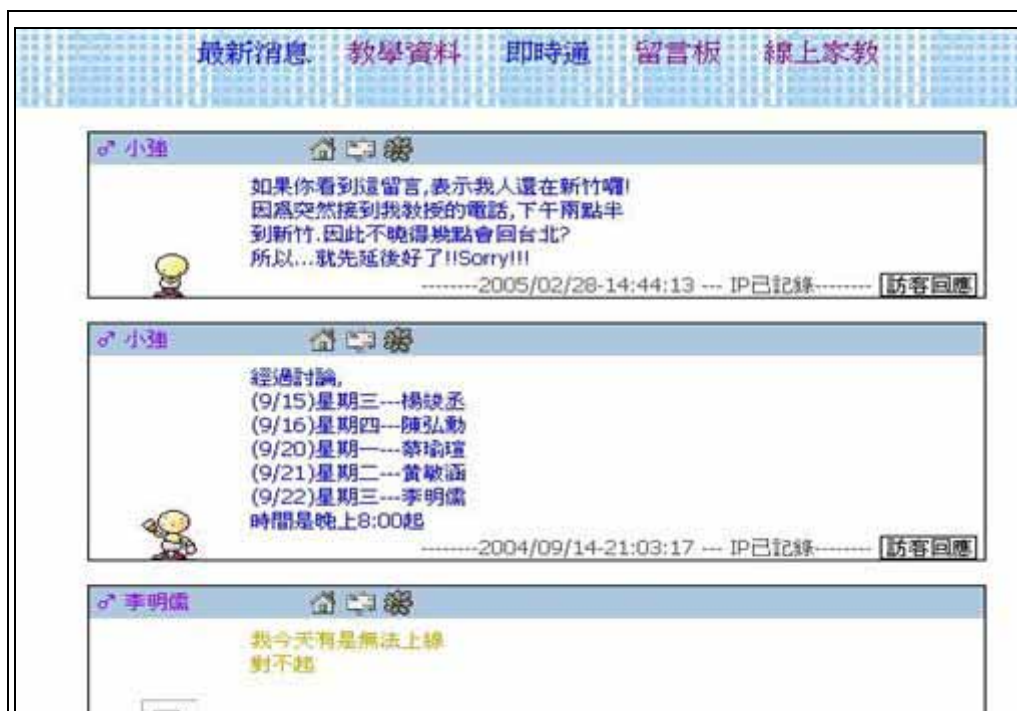 最新消息 教學資料 即時通 留言板 線上家教
♂ 小強
如果你看到這留言,表示我人還在新竹喔!
因為突然接到我教授的電話,下午兩點半
到新竹.因此不曉得幾點會回台北?
所以...就先延後好了!!Sorry!!!
--------2005/02/28-14:44:13 --- IP已記錄-------- 訪客回應
♂ 小強
經過討論,
(9/15)星期三---楊竣丞
(9/16)星期四---陳弘勳
(9/20)星期一---蔡瑜瑄
(9/21)星期二---黃敏涵
(9/22)星期三---李明儒
時間是晚上8:00起
--------2004/09/14-21:03:17 --- IP已記錄-------- 訪客回應
♂ 李明儒
我今天有是無法上線
對不起